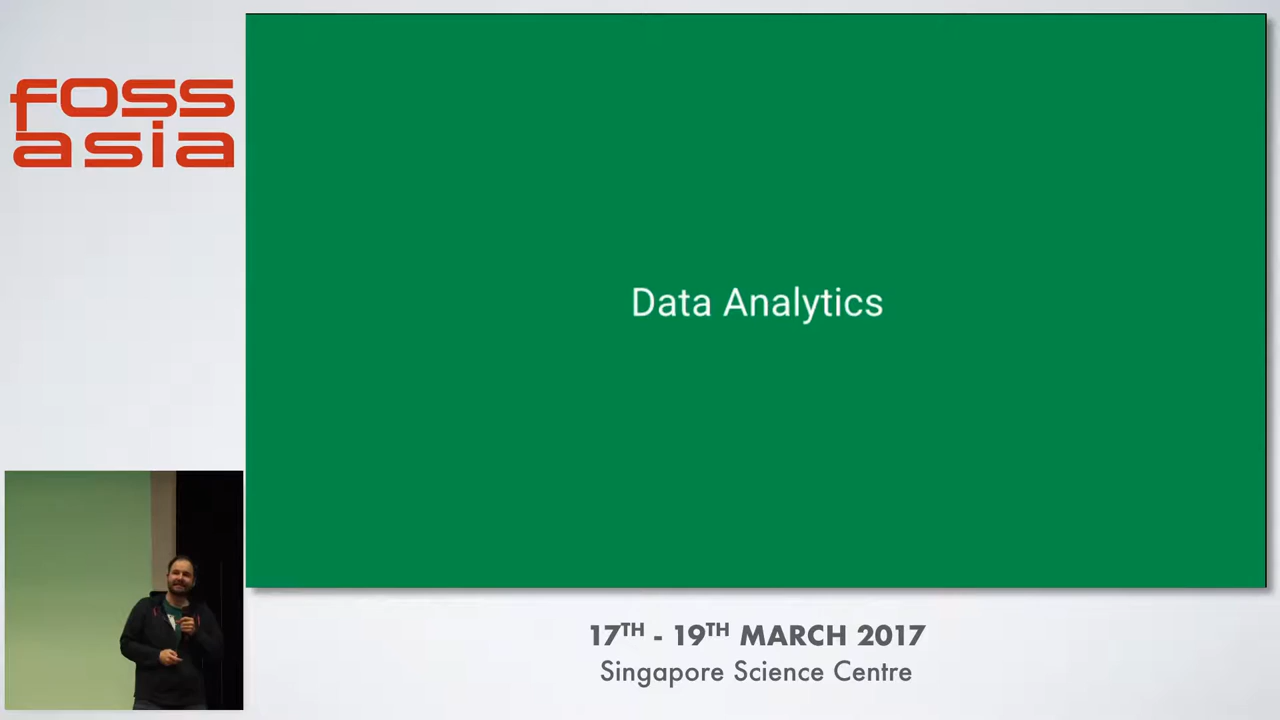 foss
asia
Data Analytics
17TH - 19TH MARCH 2017
Singapore Science Centre